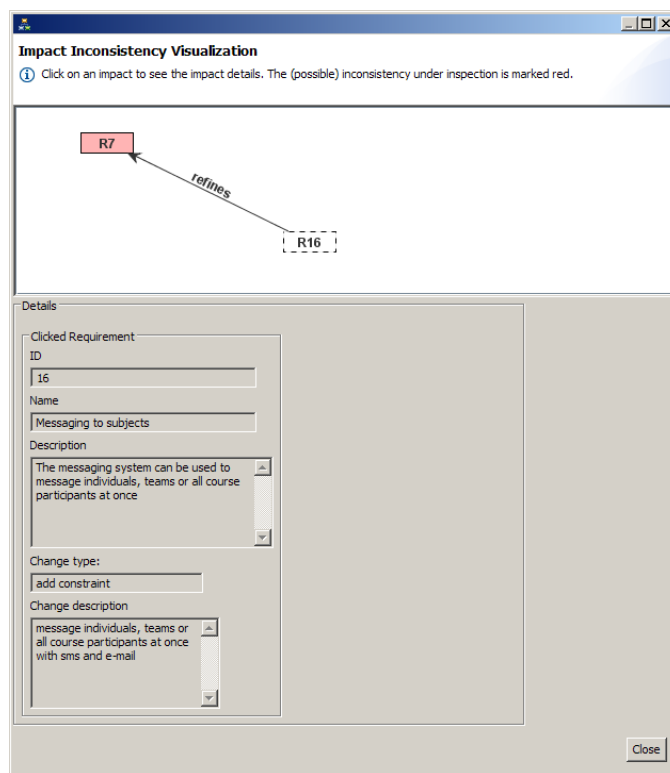 Impact Inconsistency Visualization
Click on an impact to see the impact details. The (possible) inconsistency under inspection is marked red.
R7
refines
R16
Details
Clicked Requirement
ID
16
Name
Messaging to subjects
Description
The messaging system can be used to
message individuals, teams or all course
participants at once
Change type:
add constraint
Change description
message individuals, teams or
all course participants at once
with sms and e-mail
Close